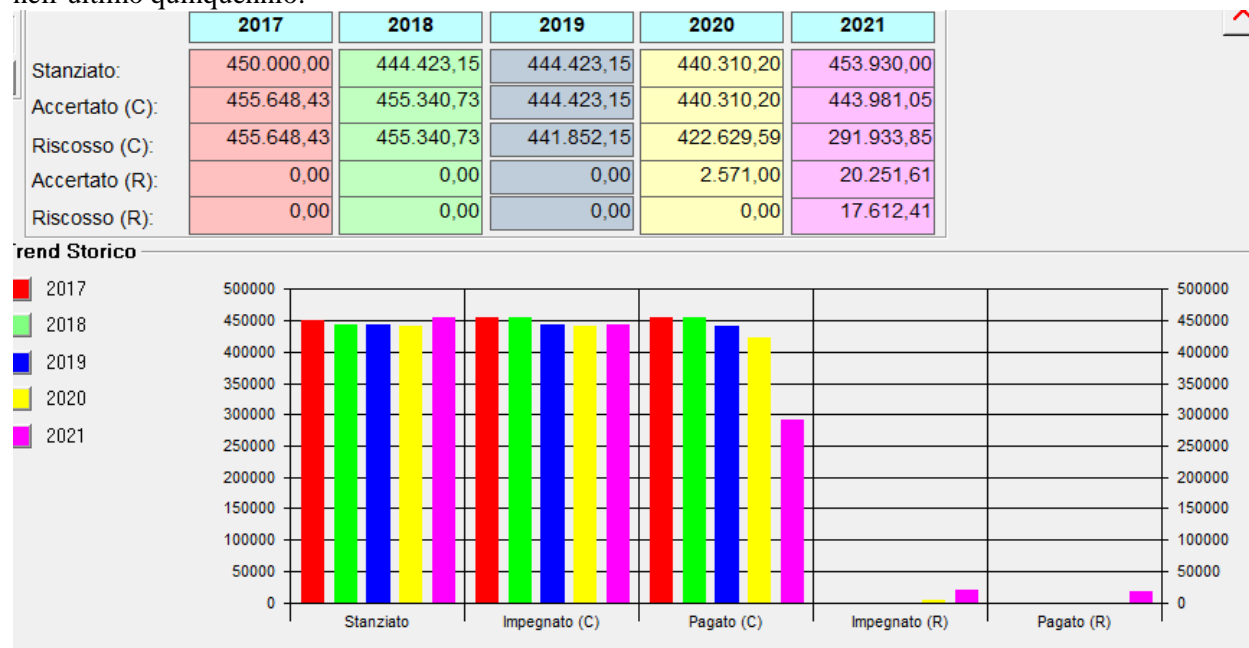 nell'ultimo quinquennio.
2017 2018 2019 2020 2021
Stanziato: 450.000,00 444.423,15 444.423,15 440.310,20 453.930,00
Accertato (C): 455.648,43 455.340,73 444.423,15 440.310,20 443.981,05
Riscosso (C): 455.648,43 455.340,73 441.852,15 422.629,59 291.933,85
Accertato (R): 0,00 0,00 0,00 2.571,00 20.251,61
Riscosso (R): 0,00 0,00 0,00 0,00 17.612,41
Trend Storico
2017
2018
2019
2020
2021
500000 500000
450000 450000
400000 400000
350000 350000
300000 300000
250000 250000
200000 200000
150000 150000
100000 100000
50000 50000
0 0
Stanziato Impegnato (C) Pagato (C) Impegnato (R) Pagato (R)